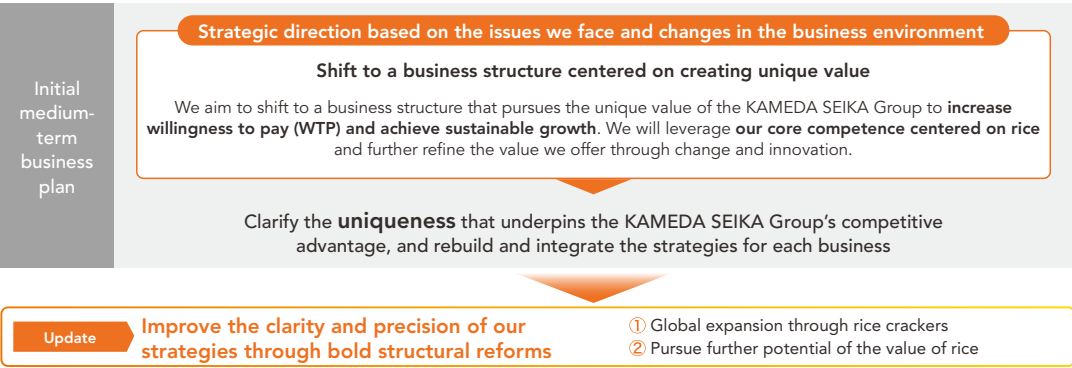 Initial
medium-
term
business
plan
Strategic direction based on the issues we face and changes in the business environment
Shift to a business structure centered on creating unique value
We aim to shift to a business structure that pursues the unique value of the KAMEDA SEIKA Group to increase
willingness to pay (WTP) and achieve sustainable growth. We will leverage our core competence centered on rice
and further refine the value we offer through change and innovation.
Clarify the uniqueness that underpins the KAMEDA SEIKA Group's competitive
advantage, and rebuild and integrate the strategies for each business
Update
Improve the clarity and precision of our
strategies through bold structural reforms
① Global expansion through rice crackers
② Pursue further potential of the value of rice